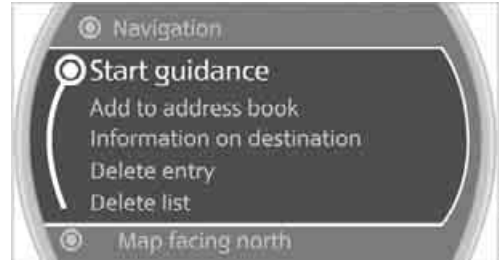 Navigation
Start guidance
Add to address book
Information on destination
Delete entry
Delete list
Map facing north